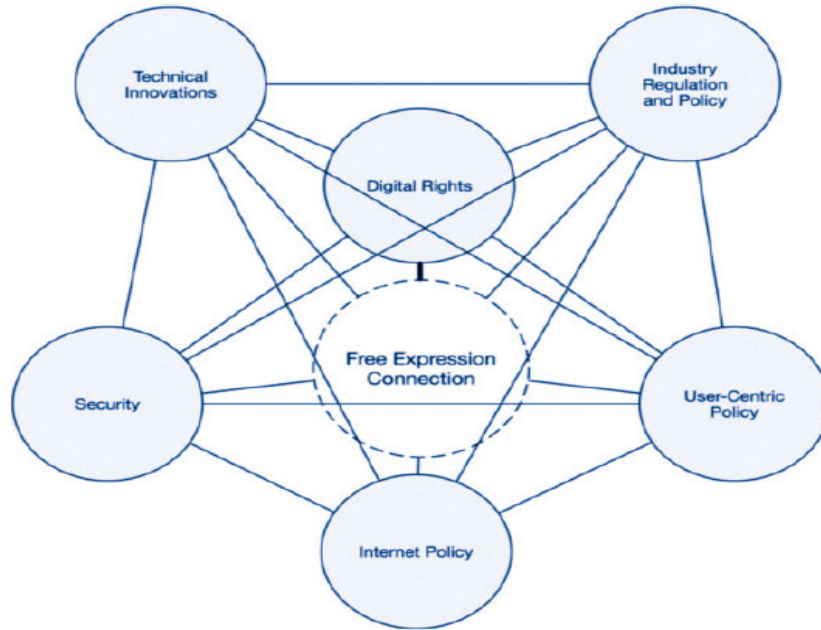 Technical
Innovations
Industry
Regulation
and Policy
Digital Rights
Free Expression
Connection
Security
User-Centric
Policy
Internet Policy